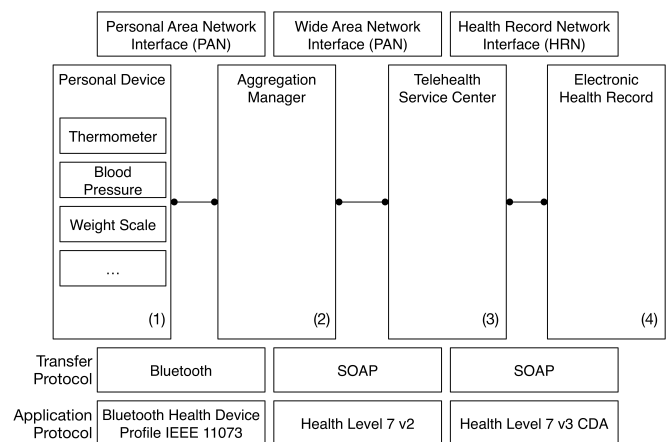 Personal Area Network
Interface (PAN)
Wide Area Network
Interface (PAN)
Health Record Network
Interface (HRN)
Personal Device
Thermometer
Blood
Pressure
Weight Scale
...
(1)
Aggregation
Manager
(2)
Telehealth
Service Center
(3)
Electronic
Health Record
(4)
Transfer
Protocol
Bluetooth
SOAP
SOAP
Application
Protocol
Bluetooth Health Device
Profile IEEE 11073
Health Level 7 v2
Health Level 7 v3 CDA